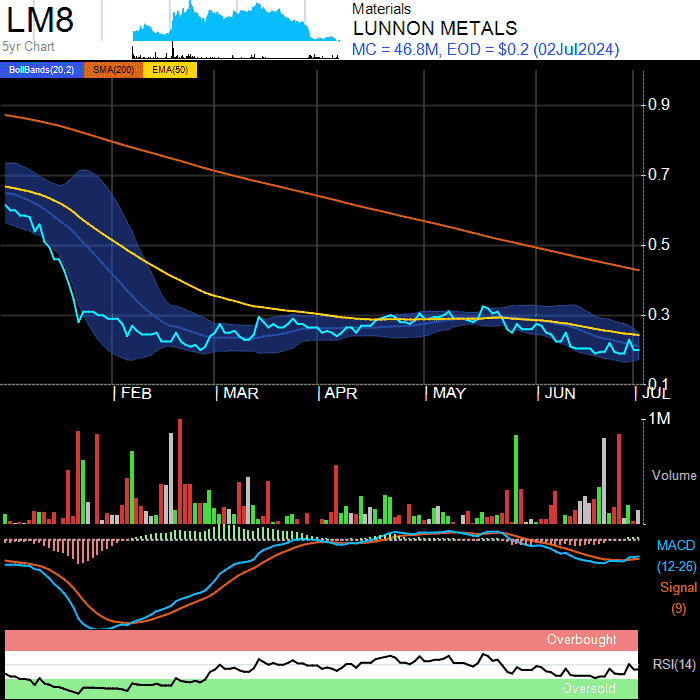 LM8
5yr Chart
Materials
LUNNON METALS
MC = 46.8M, EOD = $0.2 (02Jul2024)
BollBands(20,2) SMA(200) EMA(50)
0.9
0.7
0.5
0.3
0.1
FEB MAR APR MAY JUN JUL
1M
Volume
MACD
(12-26)
Signal
(9)
Overbought
RSI(14)
Oversold